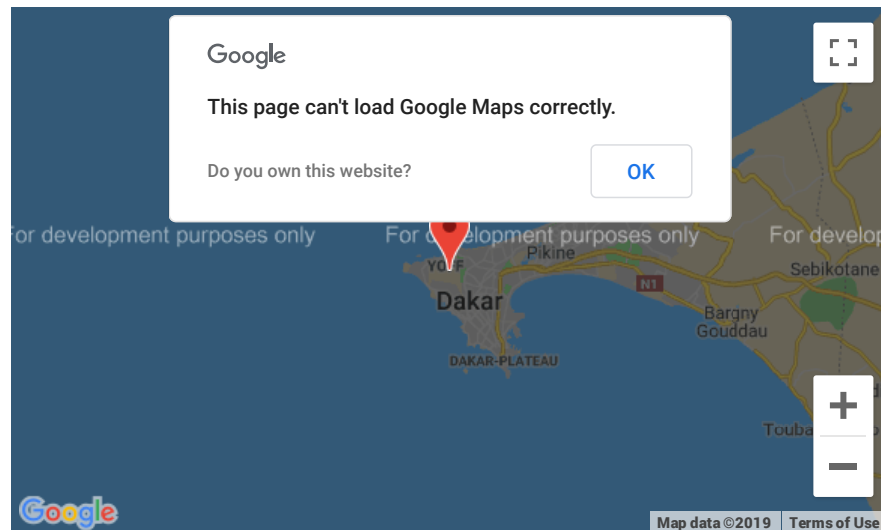 Google
This page can't load Google Maps correctly.
Do you own this website?
OK
For development purposes only
For development purposes only
For develop
YOFF
Pikine
Sebikotane
N1
Dakar
Bargny
Gouddau
DAKAR-PLATEAU
Touba
Google
Map data ©2019
Terms of Use